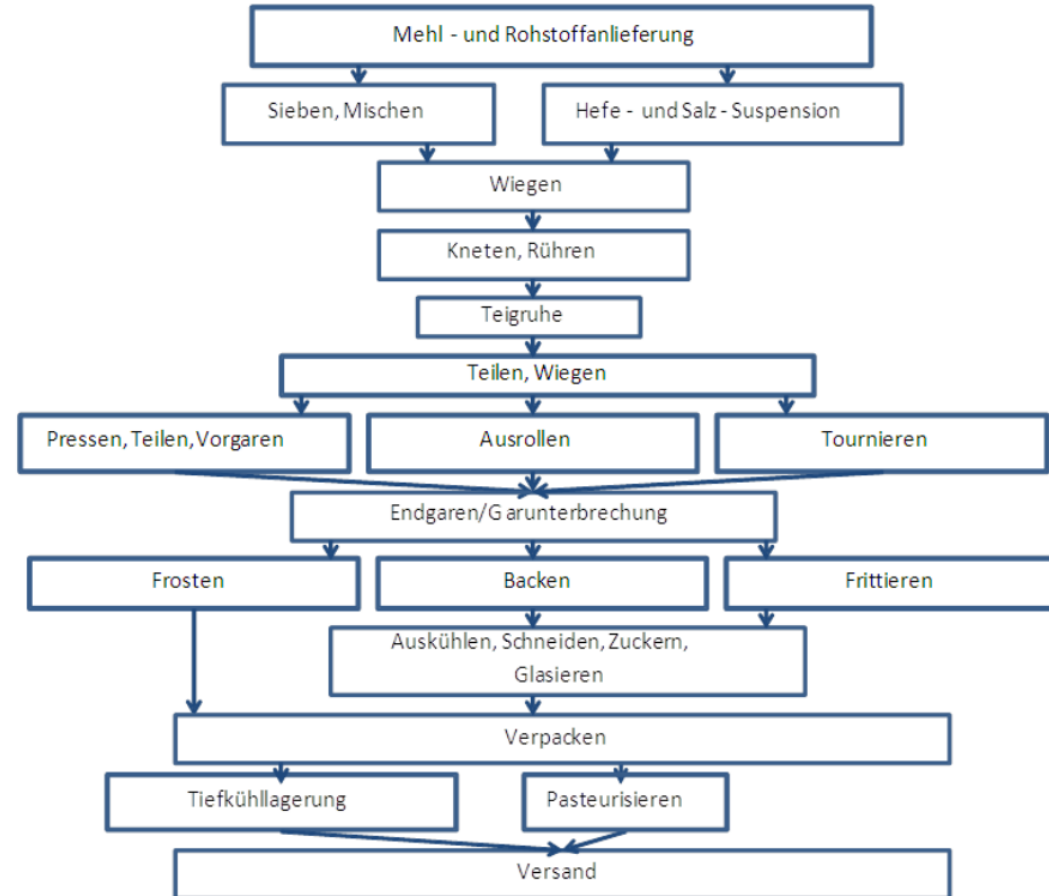 Mehl - und Rohstoffanlieferung
Sieben, Mischen
Hefe - und Salz - Suspension
Wiegen
Kneten, Rühren
Teigruhe
Teilen, Wiegen
Pressen, Teilen, Vorgaren
Ausrollen
Tournieren
Endgaren/Garunterbrechung
Frosten
Backen
Frittieren
Auskühlen, Schneiden, Zuckern,
Glasieren
Verpacken
Tiefkühllagerung
Pasteurisieren
Versand